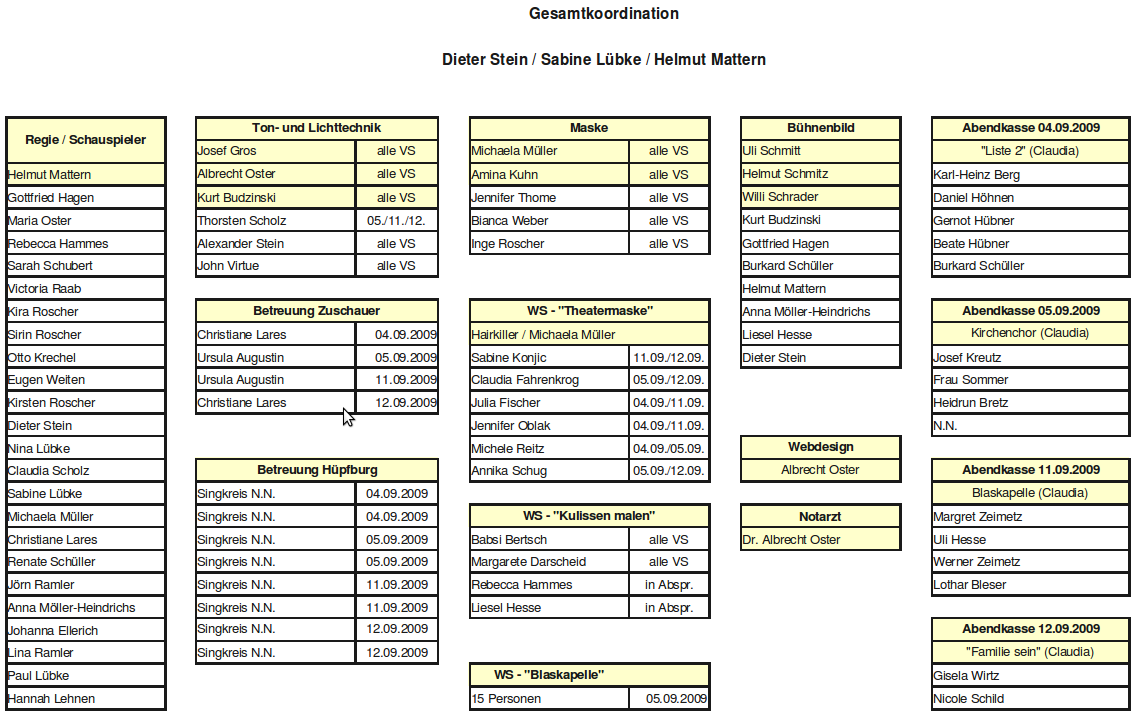 Gesamtkoordination
Dieter Stein / Sabine Lübke / Helmut Mattern
Regie / Schauspieler
Helmut Mattern
Gottfried Hagen
Maria Oster
Rebecca Hammes
Sarah Schubert
Victoria Raab
Kira Roscher
Sirin Roscher
Otto Krechel
Eugen Weiten
Kirsten Roscher
Dieter Stein
Nina Lübke
Claudia Scholz
Sabine Lübke
Michaela Müller
Christiane Lares
Renate Schüller
Jörn Ramler
Anna Möller-Heindrichs
Johanna Ellerich
Lina Ramler
Paul Lübke
Hannah Lehnen
Ton- und Lichttechnik
Josef Gros alle VS
Albrecht Oster alle VS
Kurt Budzinski alle VS
Thorsten Scholz 05./11./12.
Alexander Stein alle VS
John Virtue alle VS
Betreuung Zuschauer
Christiane Lares 04.09.2009
Ursula Augustin 05.09.2009
Ursula Augustin 11.09.2009
Christiane Lares 12.09.2009
Betreuung Hüpfburg
Singkreis N.N. 04.09.2009
Singkreis N.N. 04.09.2009
Singkreis N.N. 05.09.2009
Singkreis N.N. 05.09.2009
Singkreis N.N. 11.09.2009
Singkreis N.N. 11.09.2009
Singkreis N.N. 12.09.2009
Singkreis N.N. 12.09.2009
Maske
Michaela Müller alle VS
Amina Kuhn alle VS
Jennifer Thome alle VS
Bianca Weber alle VS
Inge Roscher alle VS
WS - "Theatermaske"
Hairkiller / Michaela Müller
Sabine Konjic 11.09./12.09.
Claudia Fahrenkrog 05.09./12.09.
Julia Fischer 04.09./11.09.
Jennifer Oblak 04.09./11.09.
Michele Reitz 04.09./05.09.
Annika Schug 05.09./12.09.
WS - "Kulissen malen"
Babsi Bertsch alle VS
Margarete Darscheid alle VS
Rebecca Hammes in Abspr.
Liesel Hesse in Abspr.
WS - "Blaskapelle"
15 Personen 05.09.2009
Bühnenbild
Uli Schmitt
Helmut Schmitz
Willi Schrader
Kurt Budzinski
Gottfried Hagen
Burkard Schüller
Helmut Mattern
Anna Möller-Heindrichs
Liesel Hesse
Dieter Stein
Webdesign
Albrecht Oster
Notarzt
Dr. Albrecht Oster
Abendkasse 04.09.2009
"Liste 2" (Claudia)
Karl-Heinz Berg
Daniel Höhnen
Gernot Hübner
Beate Hübner
Burkard Schüller
Abendkasse 05.09.2009
Kirchenchor (Claudia)
Josef Kreutz
Frau Sommer
Heidrun Bretz
N.N.
Abendkasse 11.09.2009
Blaskapelle (Claudia)
Margret Zeimetz
Uli Hesse
Werner Zeimetz
Lothar Bleser
Abendkasse 12.09.2009
"Familie sein" (Claudia)
Gisela Wirtz
Nicole Schild